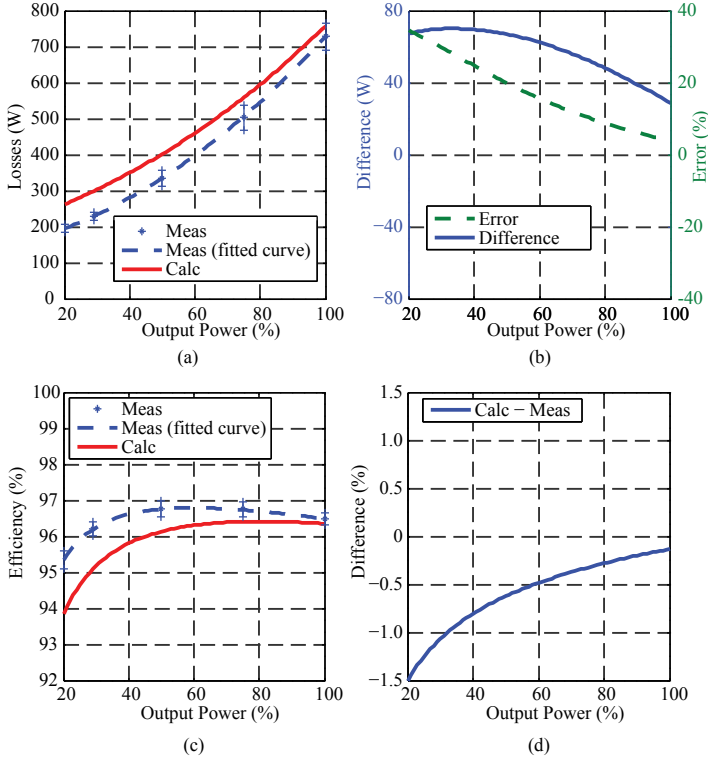 800
700
600
500
400
300
200
100
0
Losses (W)
20
40
60
80
100
Output Power (%)
Meas
Meas (fitted curve)
Calc
(a)
80
40
0
−40
−80
Difference (W)
40
20
0
-20
-40
Error (%)
20
40
60
80
100
Output Power (%)
Error
Difference
(b)
100
99
98
97
96
95
94
93
92
Efficiency (%)
20
40
60
80
100
Output Power (%)
Meas
Meas (fitted curve)
Calc
(c)
1.5
1.0
0.5
0
−0.5
−1.0
−1.5
Difference (%)
20
40
60
80
100
Output Power (%)
Calc − Meas
(d)